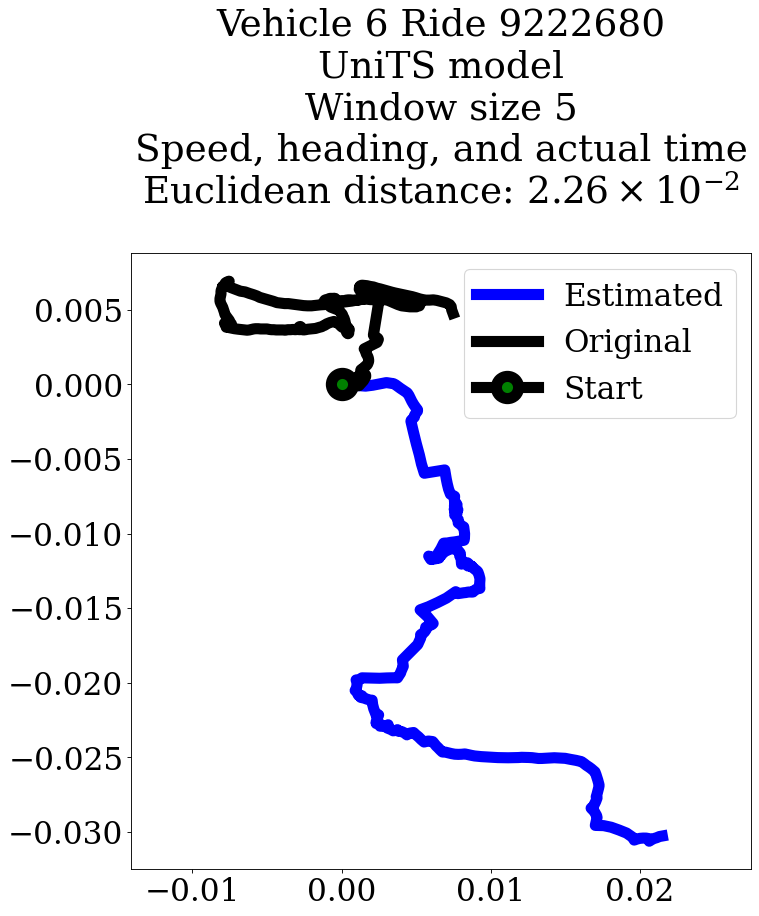 Vehicle 6 Ride 9222680
UniTS model
Window size 5
Speed, heading, and actual time
Euclidean distance: 2.26 × 10⁻²
Estimated
Original
Start
0.005
0.000
−0.005
−0.010
−0.015
−0.020
−0.025
−0.030
−0.01 0.00 0.01 0.02